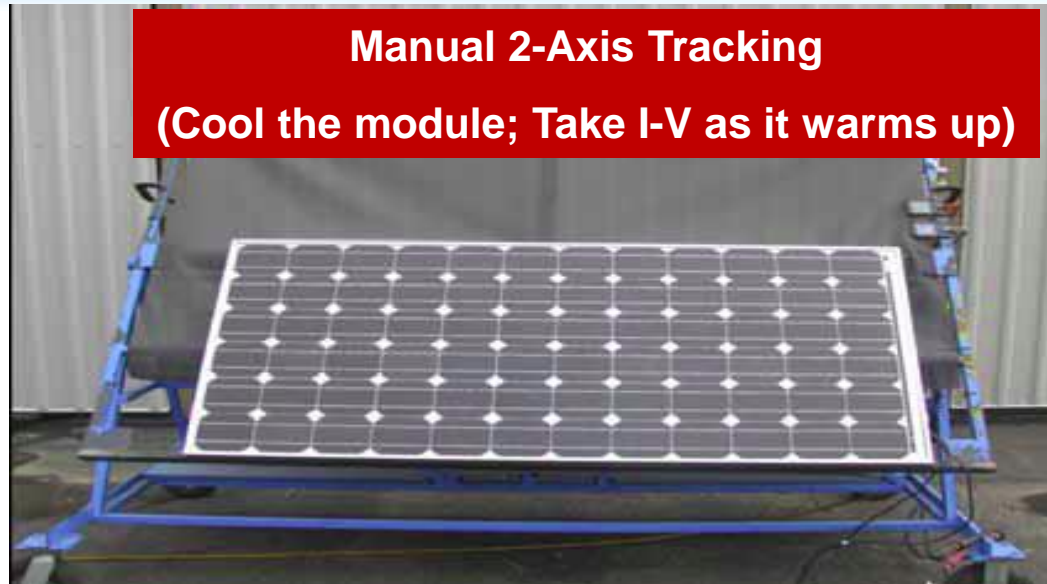 Manual 2-Axis Tracking
(Cool the module; Take I-V as it warms up)